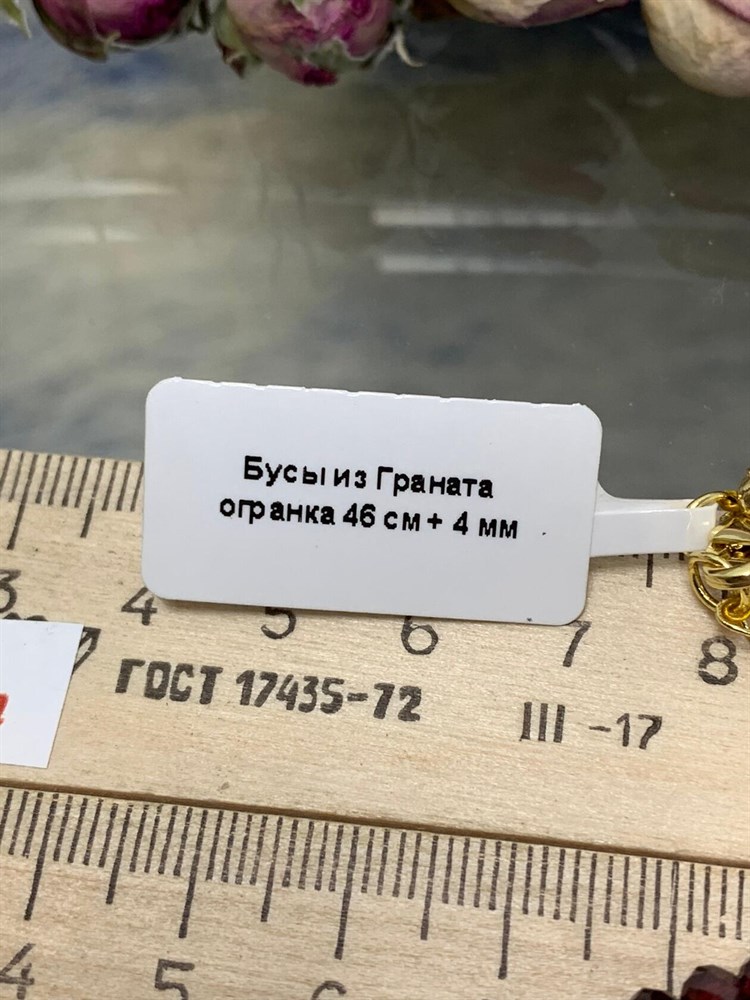 Бусы из Граната
огранка 46 см + 4 мм
3 4 5 6 7 8
ГОСТ 17435-72
III -17
4 5